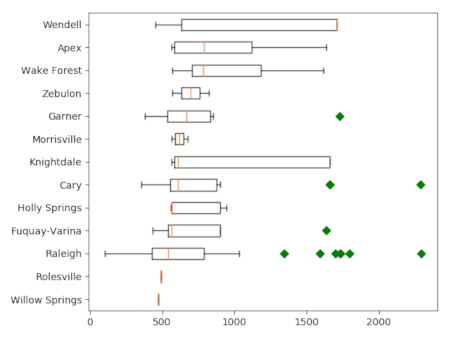 Wendell
Apex
Wake Forest
Zebulon
Garner
Morrisville
Knightdale
Cary
Holly Springs
Fuquay-Varina
Raleigh
Rolesville
Willow Springs
0 500 1000 1500 2000